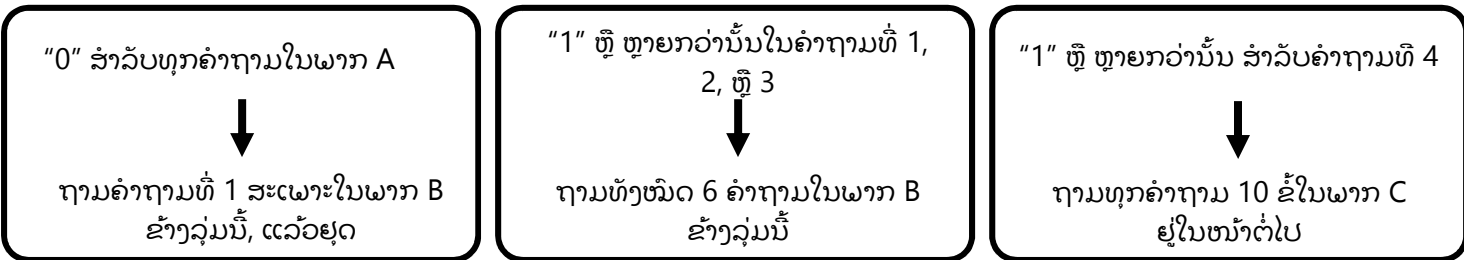 “0” ສຳລັບທຸກຄຳຖາມໃນພາກ A
ຖາມຄຳຖາມທີ່ 1 ສະເພາະໃນພາກ B
ຂ້າງລຸ່ມນີ້, ແລ້ວຢຸດ
“1” ຫຼື ຫຼາຍກວ່ານັ້ນໃນຄຳຖາມທີ່ 1,
2, ຫຼື 3
ຖາມທັງໝົດ 6 ຄຳຖາມໃນພາກ B
ຂ້າງລຸ່ມນີ້
“1” ຫຼື ຫຼາຍກວ່ານັ້ນ ສຳລັບຄຳຖາມທີ 4
ຖາມທຸກຄຳຖາມ 10 ຂໍ້ໃນພາກ C
ຢູ່ໃນໜ້າຕໍ່ໄປ